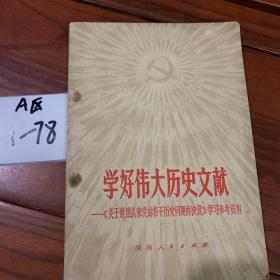 A区
-78
学好伟大历史文献
——《关于建国以来党的若干历史问题的决议》学习参考资料
湖南人民出版社